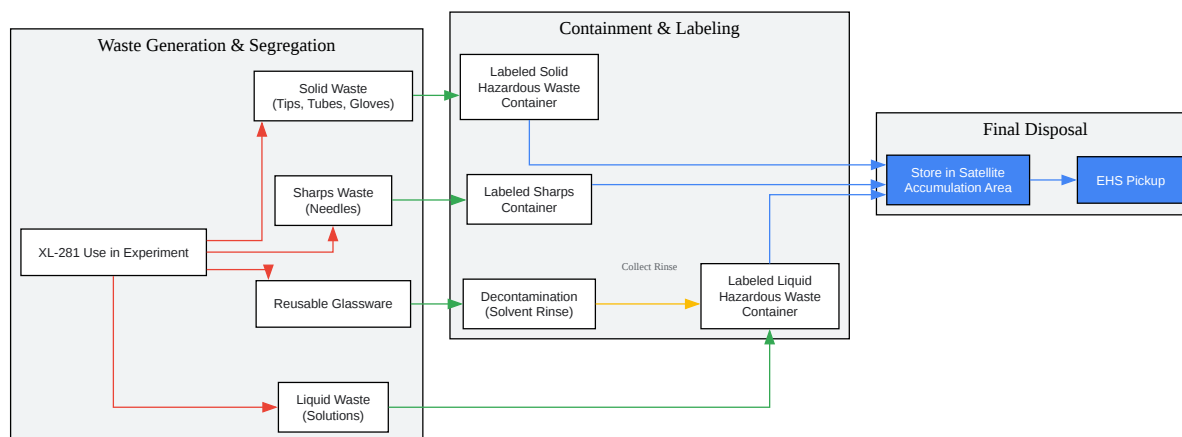 Waste Generation & Segregation
Solid Waste
(Tips, Tubes, Gloves)
Sharps Waste
(Needles)
XL-281 Use in Experiment
Reusable Glassware
Liquid Waste
(Solutions)
Containment & Labeling
Labeled Solid
Hazardous Waste
Container
Labeled Sharps
Container
Decontamination
(Solvent Rinse)
Collect Rinse
Labeled Liquid
Hazardous Waste
Container
Final Disposal
Store in Satellite
Accumulation Area
EHS Pickup